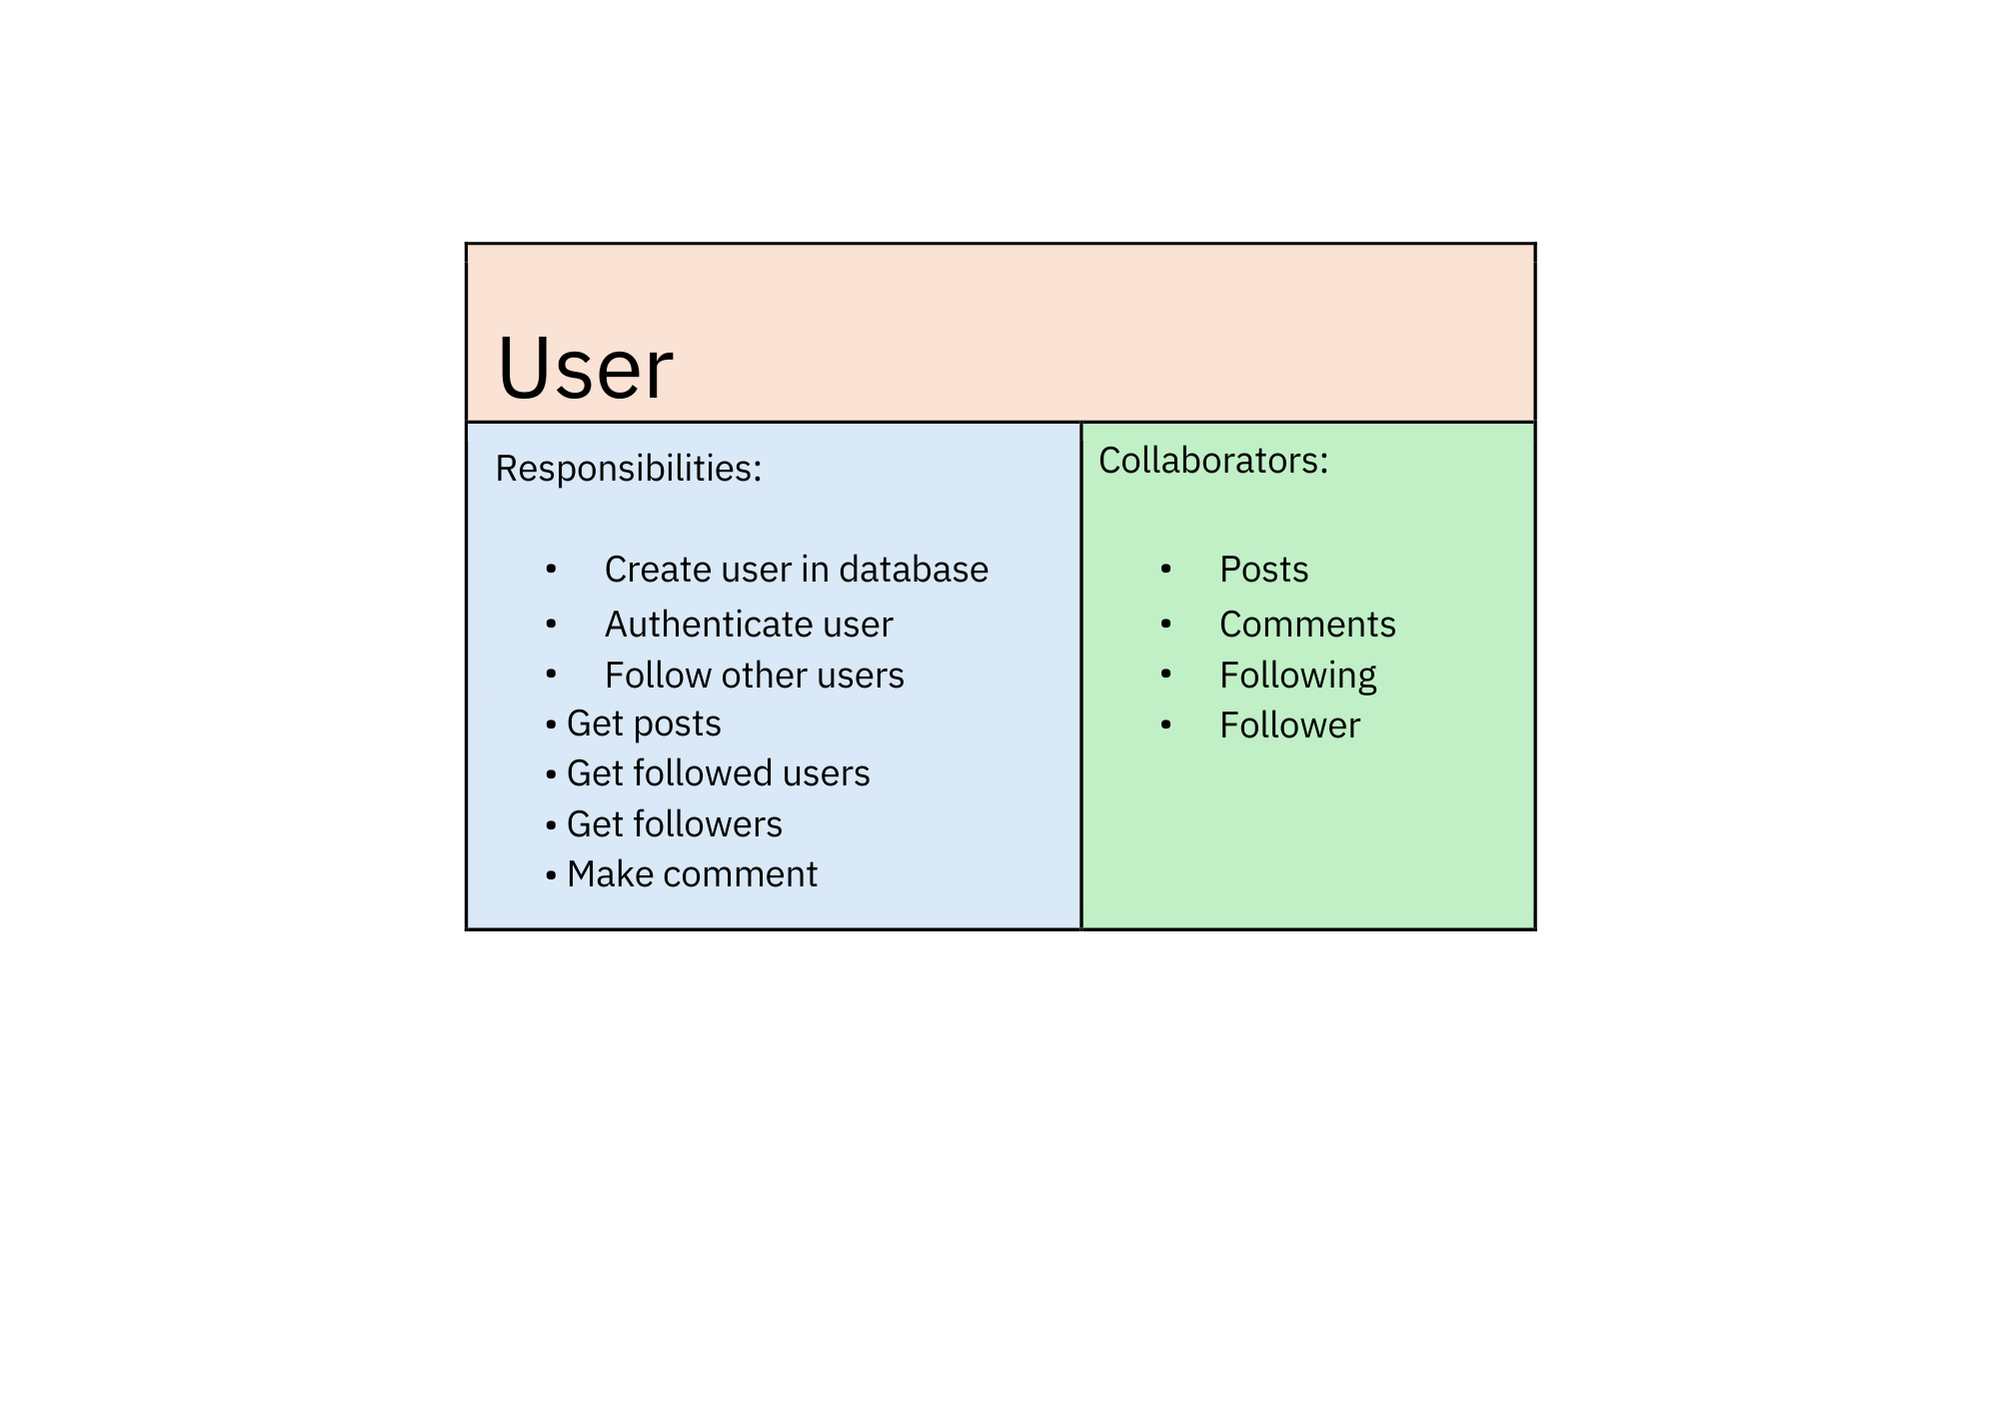 User
Responsibilities:
• Create user in database
• Authenticate user
• Follow other users
• Get posts
• Get followed users
• Get followers
• Make comment
Collaborators:
• Posts
• Comments
• Following
• Follower